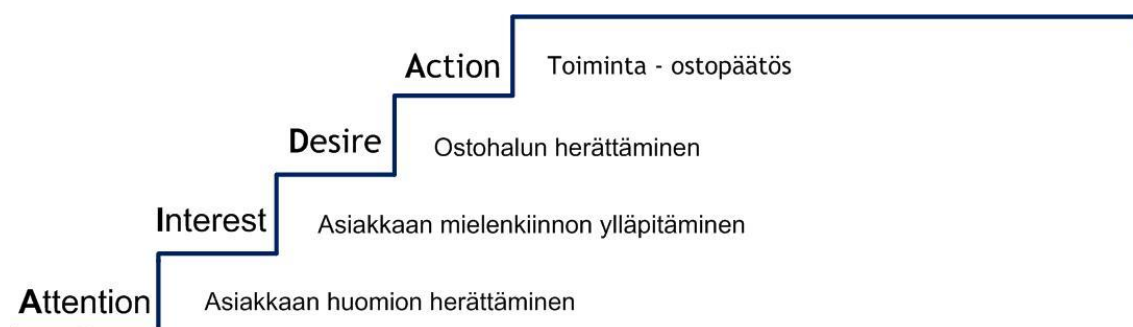 Action Toiminta - ostopäätös
Desire Ostohalun herättäminen
Interest Asiakkaan mielenkiinnon ylläpitäminen
Attention Asiakkaan huomion herättäminen